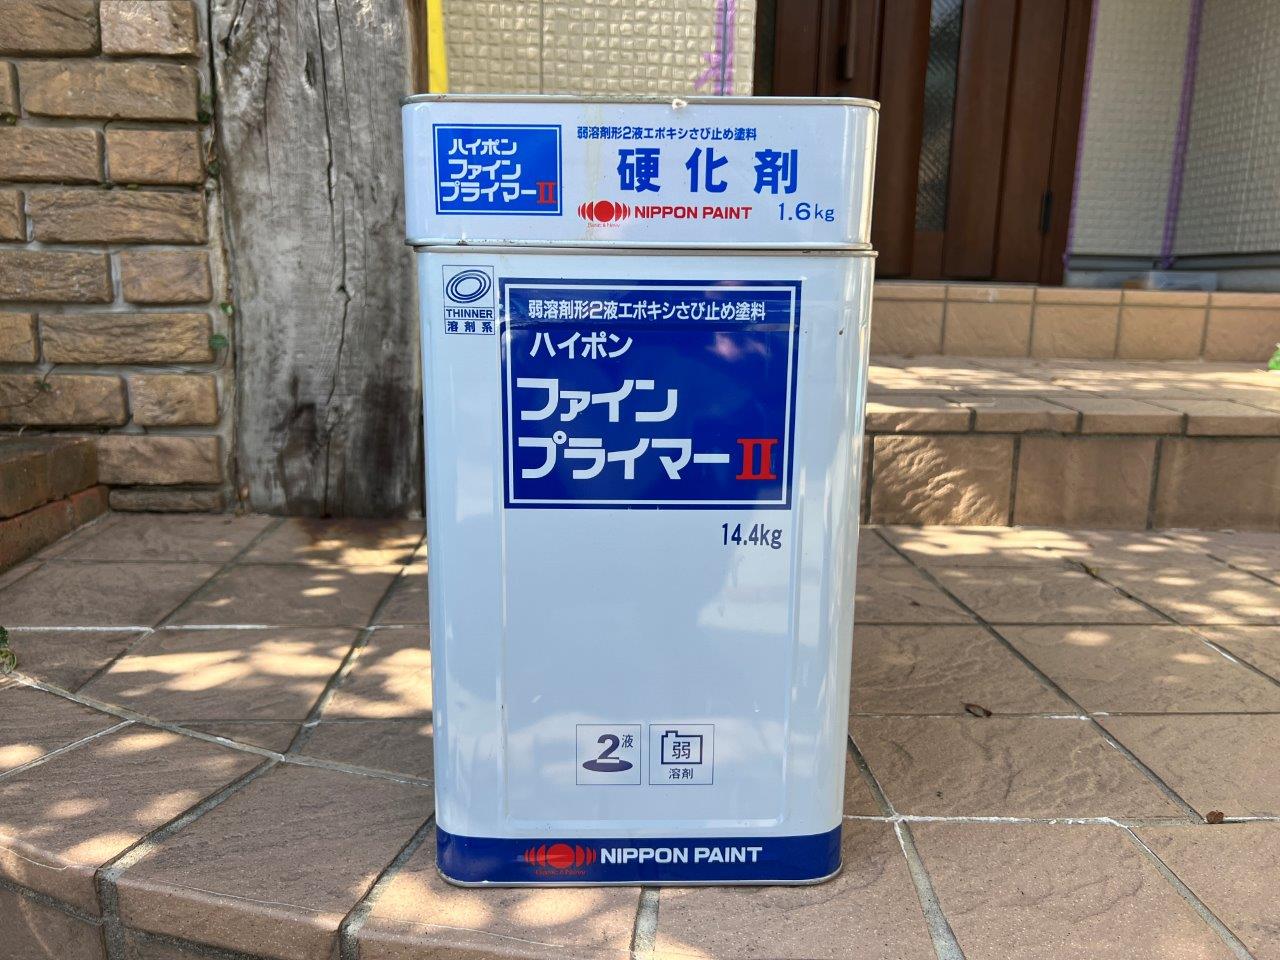 弱溶剤形2液エポキシさび止め塗料
ハイポン
ファイン
プライマーII
硬化剤
NIPPON PAINT
Basic & New
1.6kg
THINNER
溶剤系
弱溶剤形2液エポキシさび止め塗料
ハイポン
ファイン
プライマーII
14.4kg
2液
弱
溶剤
NIPPON PAINT
Basic & New